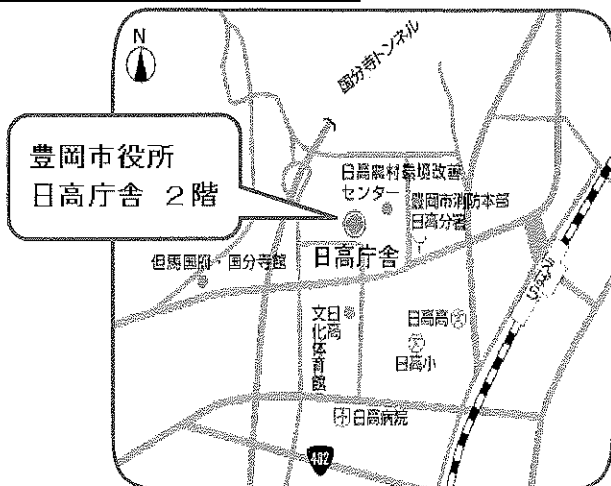 N
国分寺トンネル
豊岡市役所
日高庁舎 2階
日高農村環境改善
センター
豊岡市消防本部
日高分署
日高庁舎
但馬国府・国分寺館
日高
文化体育館
日高高
文
文
日高小
日高病院
482